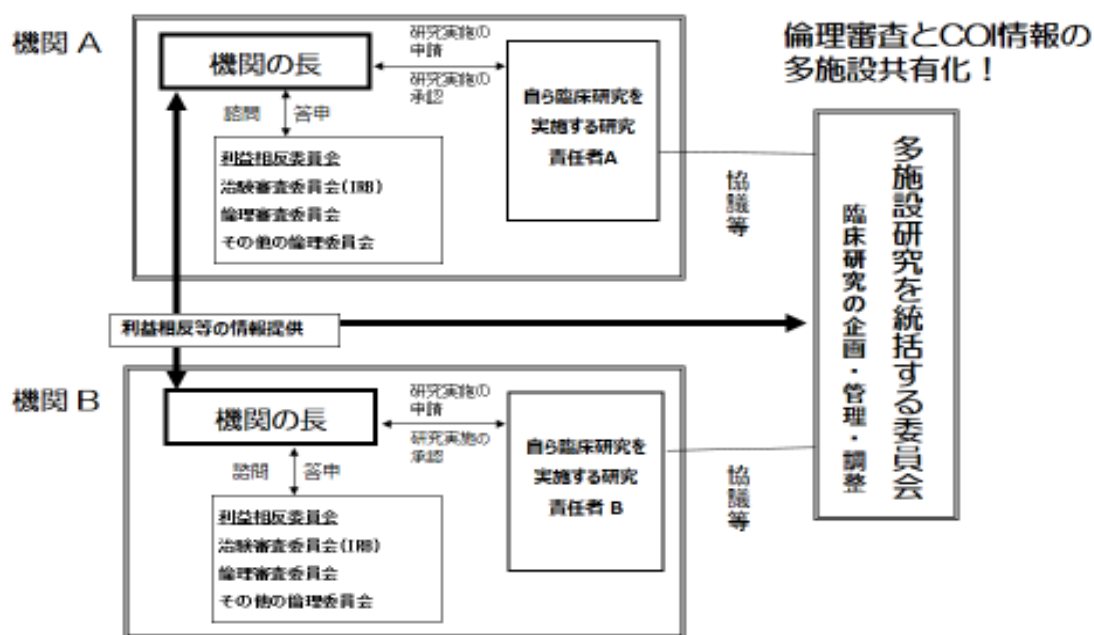 機関 A
機関の長
研究実施の
申請
研究実施の
承認
諮問
答申
利益相反委員会
治験審査委員会(IRB)
倫理審査委員会
その他の倫理委員会
自ら臨床研究を
実施する研究
責任者A
協議等
倫理審査とCOI情報の
多施設共有化！
多施設研究を統括する委員会
臨床研究の企画・管理・調整
利益相反等の情報提供
機関 B
機関の長
研究実施の
申請
研究実施の
承認
諮問
答申
利益相反委員会
治験審査委員会(IRB)
倫理審査委員会
その他の倫理委員会
自ら臨床研究を
実施する研究
責任者 B
協議等